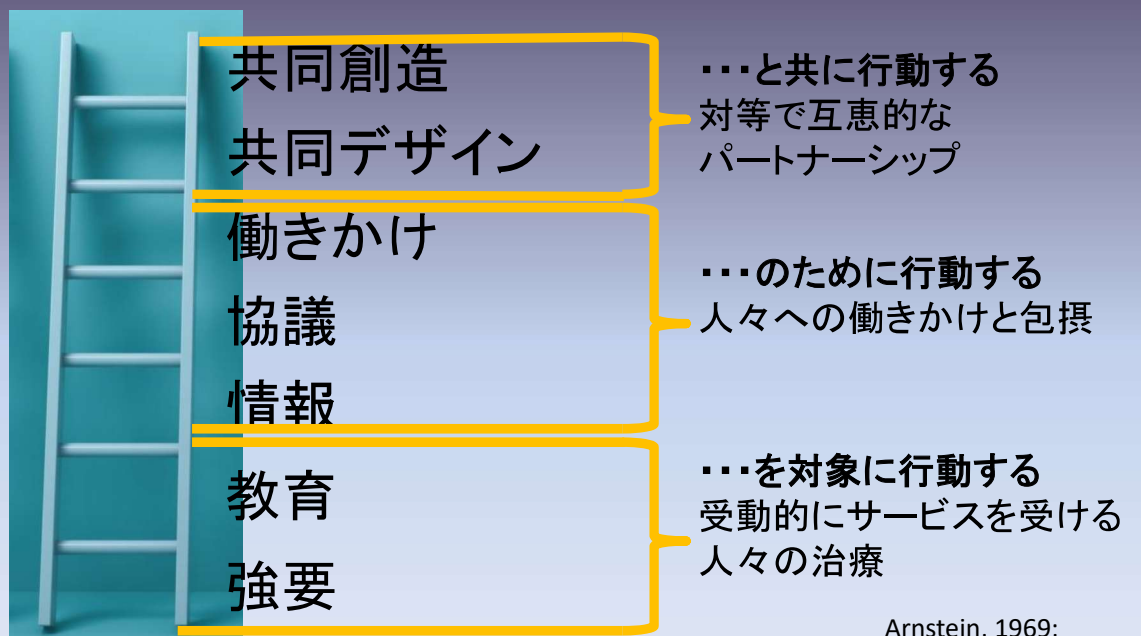 共同創造
共同デザイン
働きかけ
協議
情報
教育
強要
・・・と共に行動する
対等で互恵的な
パートナーシップ
・・・のために行動する
人々への働きかけと包摂
・・・を対象に行動する
受動的にサービスを受ける
人々の治療
Arnstein, 1969;